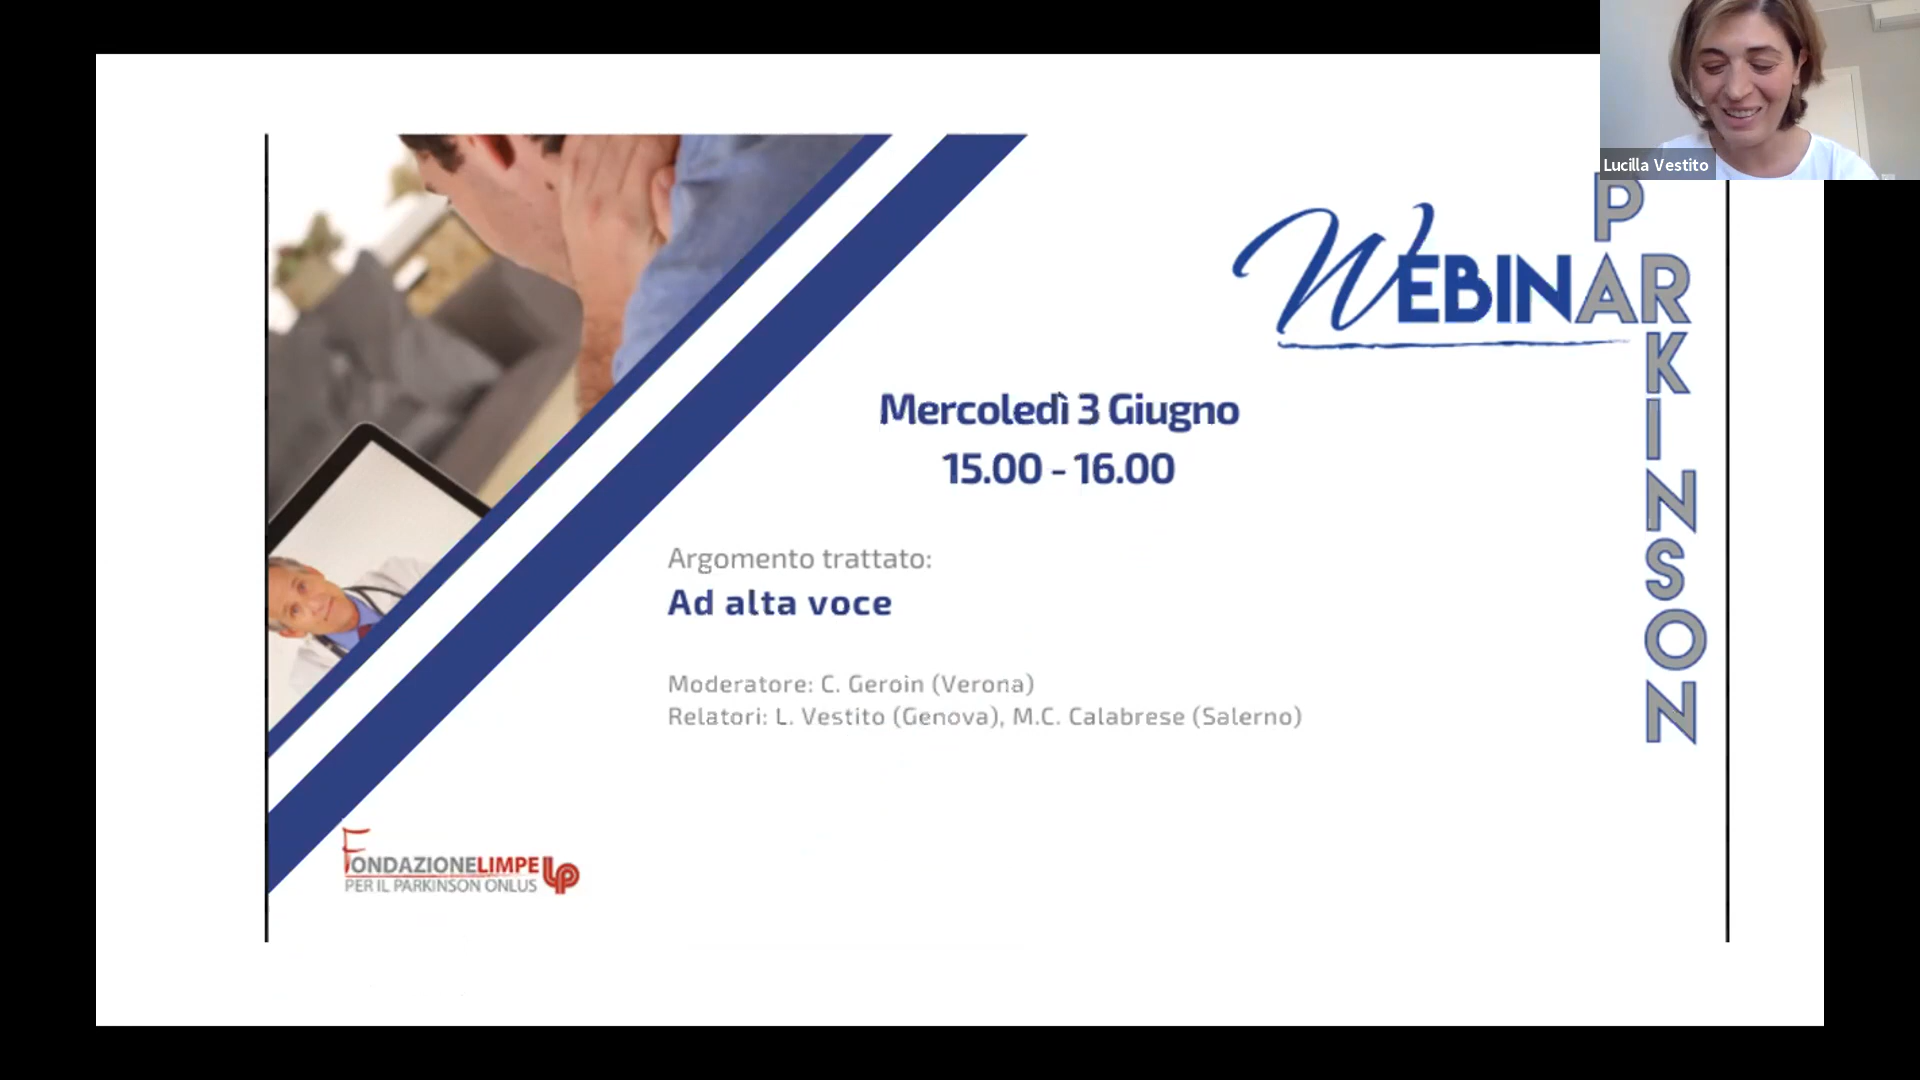 Lucilla Vestito
WEBINAR
PARKINSON
Mercoledì 3 Giugno
15.00 - 16.00
Argomento trattato:
Ad alta voce
Moderatore: C. Geroin (Verona)
Relatori: L. Vestito (Genova), M.C. Calabrese (Salerno)
FONDAZIONELIMPE LP
PER IL PARKINSON ONLUS